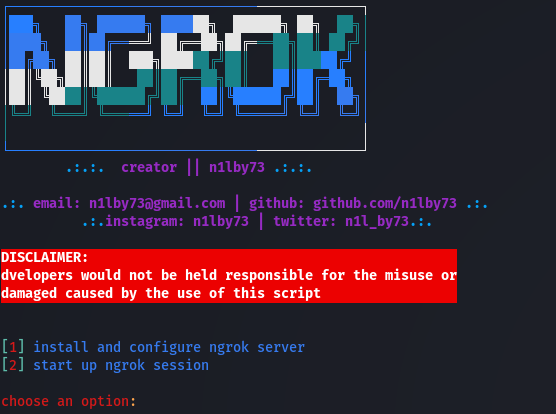 NGROK
.:.:. creator || n1lby73 .:.:.
.:. email: n1lby73@gmail.com | github: github.com/n1lby73 .:.
.:.instagram: n1lby73 | twitter: n1l_by73.:.
DISCLAIMER:
dvelopers would not be held responsible for the misuse or
damaged caused by the use of this script
[1] install and configure ngrok server
[2] start up ngrok session
choose an option: